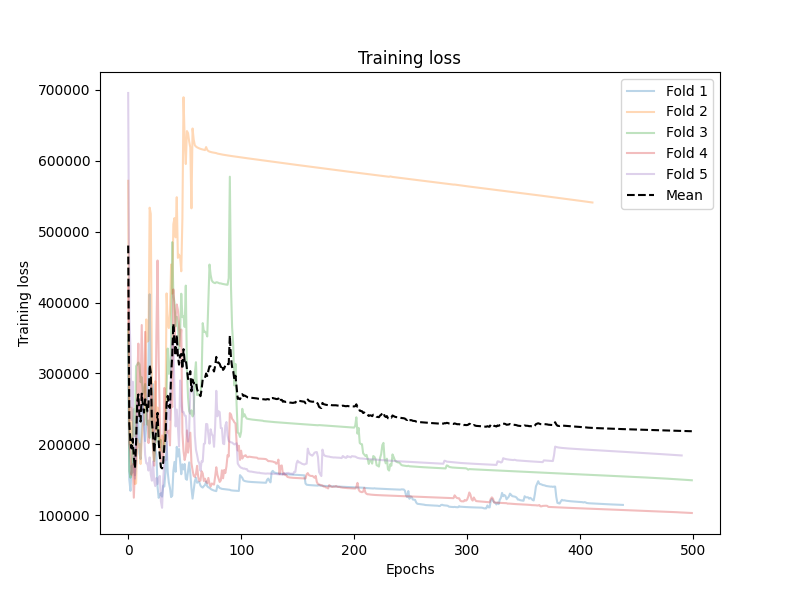 Training loss
700000
600000
500000
400000
300000
200000
100000
Training loss
0
100
200
300
400
500
Epochs
Fold 1
Fold 2
Fold 3
Fold 4
Fold 5
Mean